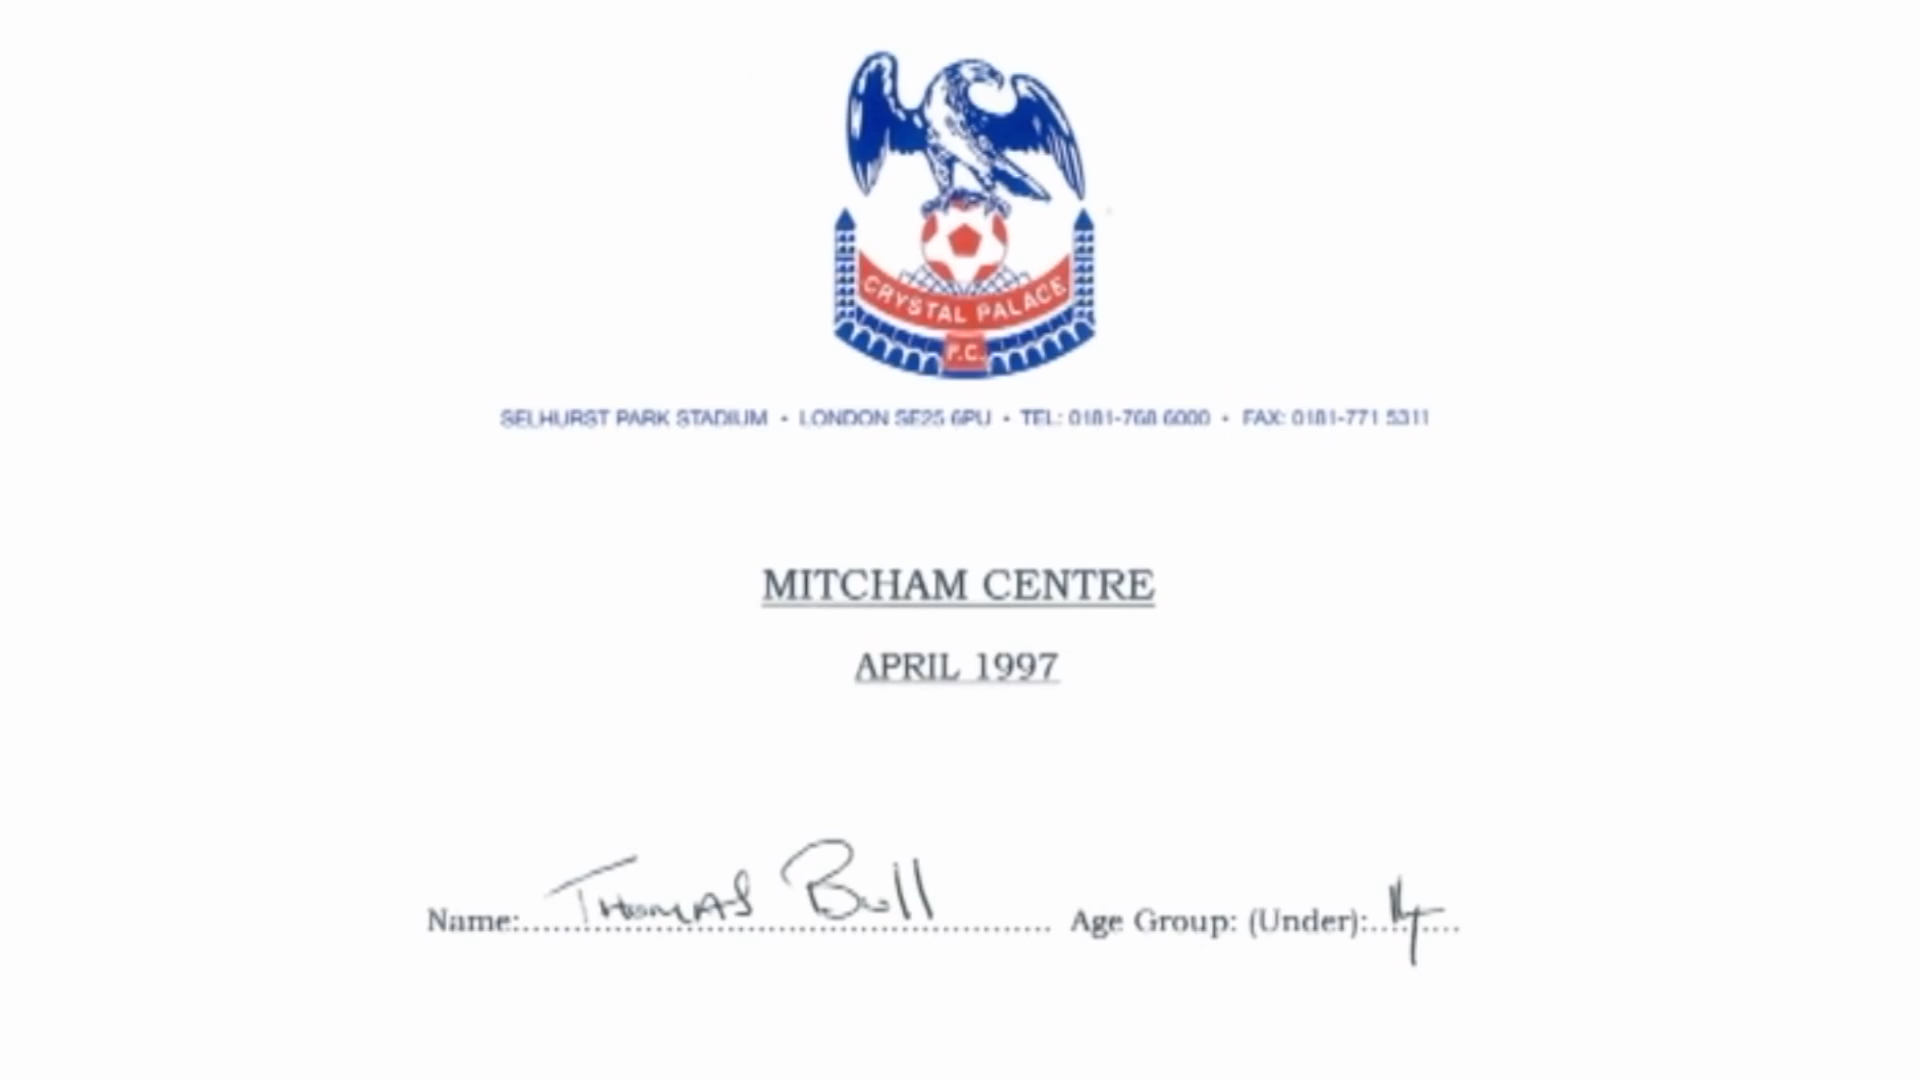 CRYSTAL PALACE
F.C.
SELHURST PARK STADIUM • LONDON SE25 6PU • TEL: 0181-768 6000 • FAX: 0181-771 5311
MITCHAM CENTRE
APRIL 1997
Name:..... Thomas Bull ..... Age Group: (Under):.... 14 ....